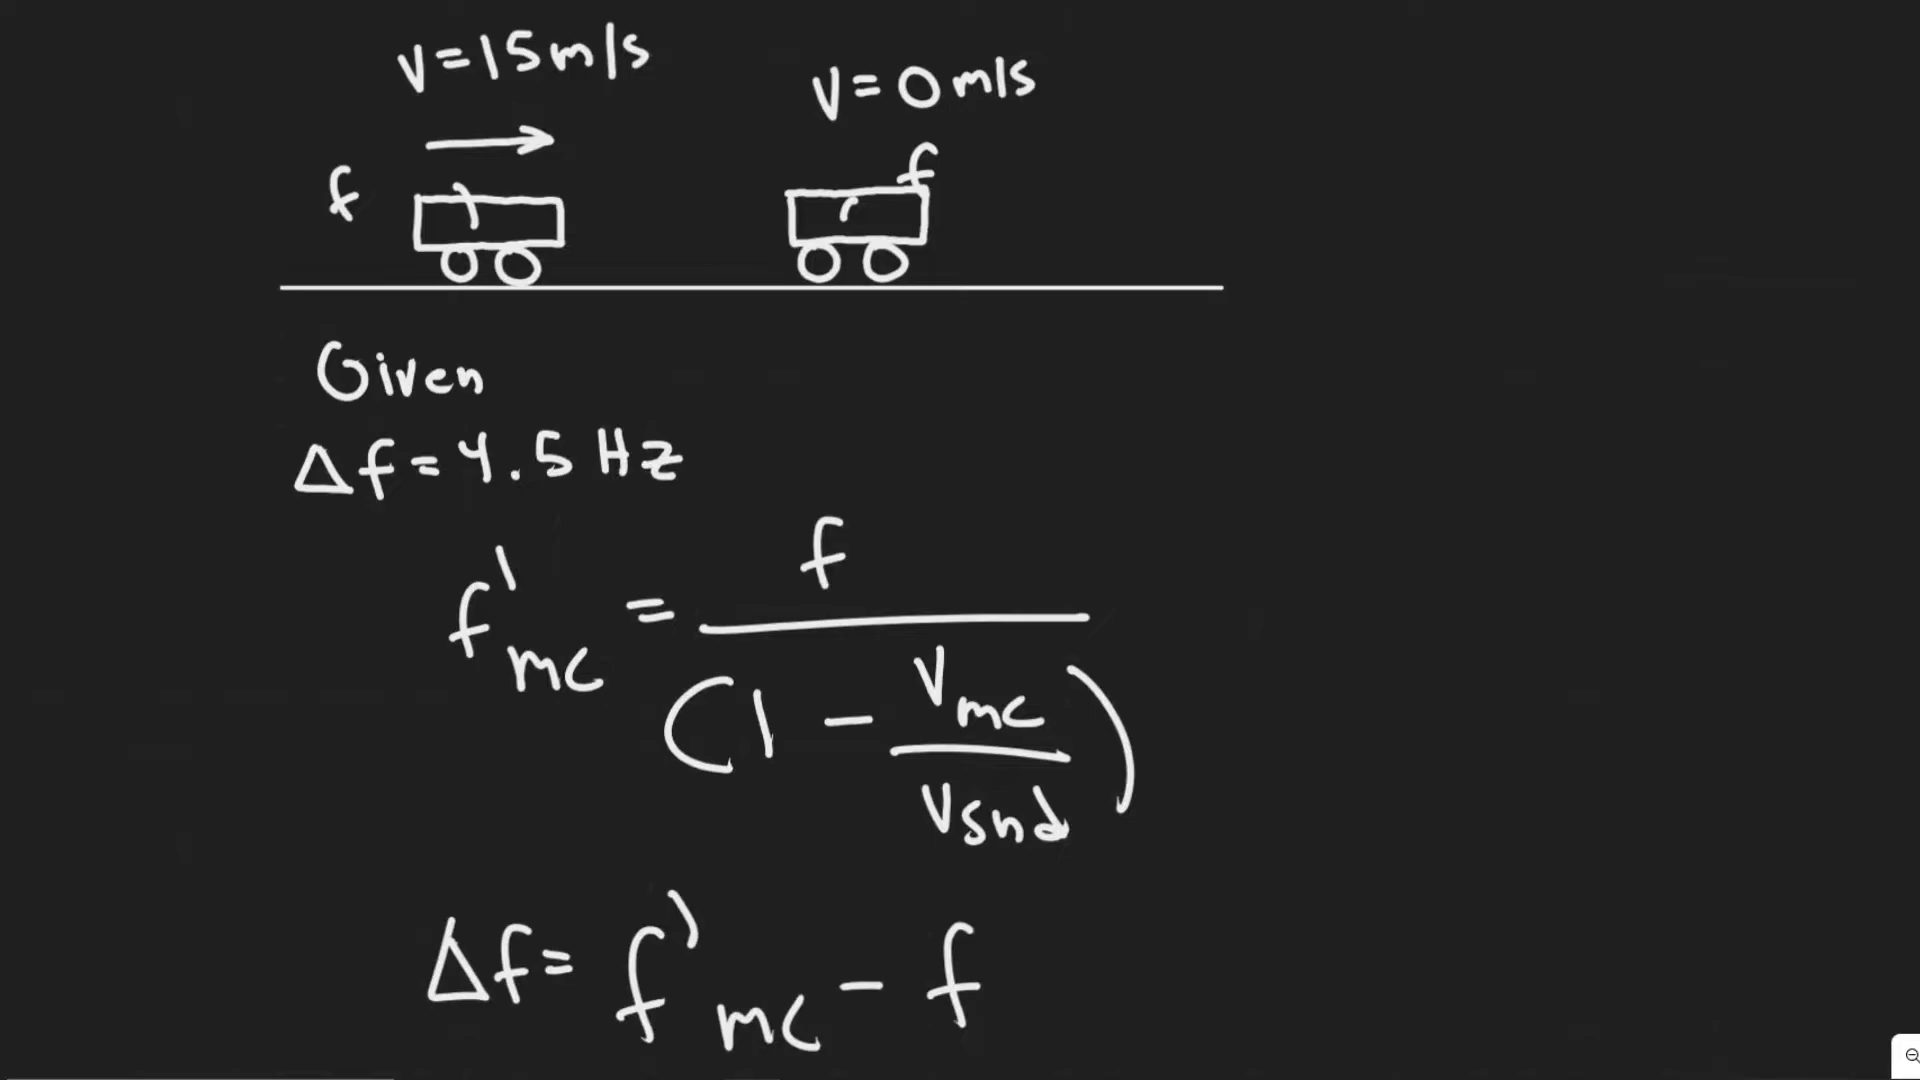 v=15m/s
v=0m/s
f
f
Given
Δf=4.5Hz
f'mc = f / (1 - Vmc / Vsnd)
Δf= f'mc - f